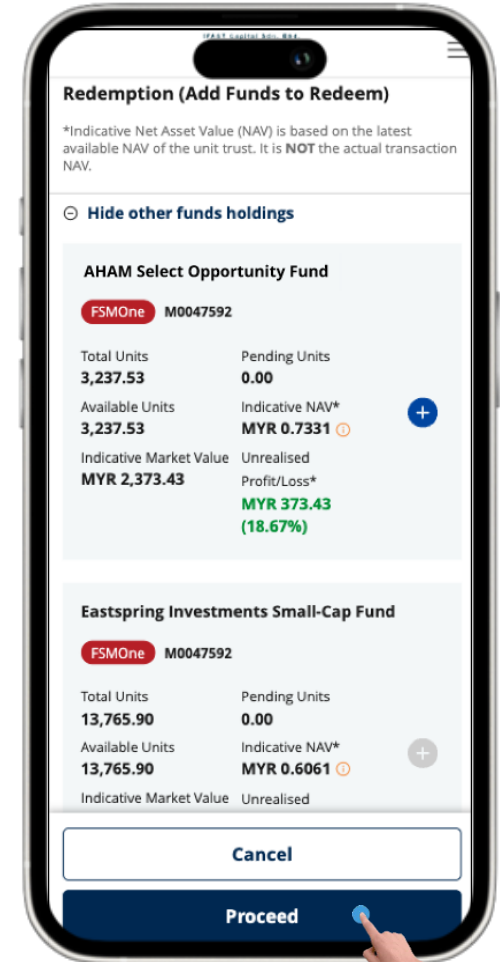 iFAST Capital Sdn. Bhd.
Redemption (Add Funds to Redeem)
*Indicative Net Asset Value (NAV) is based on the latest
available NAV of the unit trust. It is NOT the actual transaction
NAV.
Hide other funds holdings
AHAM Select Opportunity Fund
FSMOne M0047592
Total Units Pending Units
3,237.53 0.00
Available Units Indicative NAV*
3,237.53 MYR 0.7331
Indicative Market Value Unrealised
MYR 2,373.43 Profit/Loss*
MYR 373.43
(18.67%)
Eastspring Investments Small-Cap Fund
FSMOne M0047592
Total Units Pending Units
13,765.90 0.00
Available Units Indicative NAV*
13,765.90 MYR 0.6061
Indicative Market Value Unrealised
Cancel
Proceed